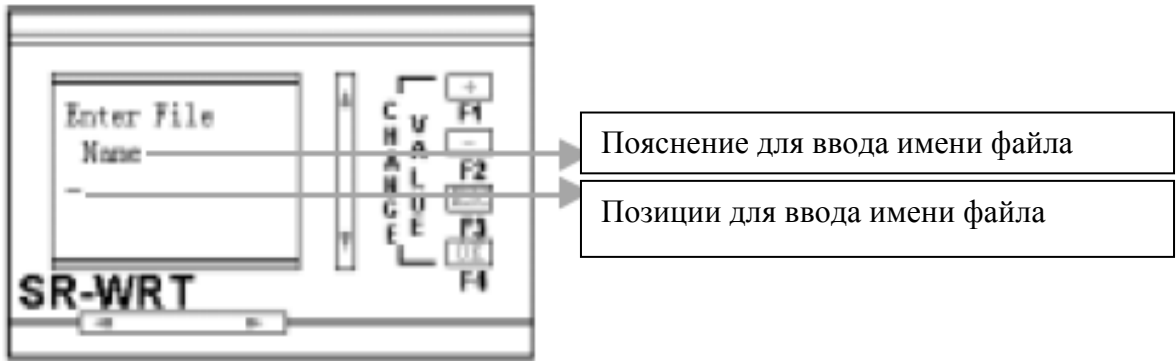 Enter File
Name
–
CHANGE
VALUE
+
F1
-
F2
F3
OK
F4
SR-WRT
Пояснение для ввода имени файла
Позиции для ввода имени файла